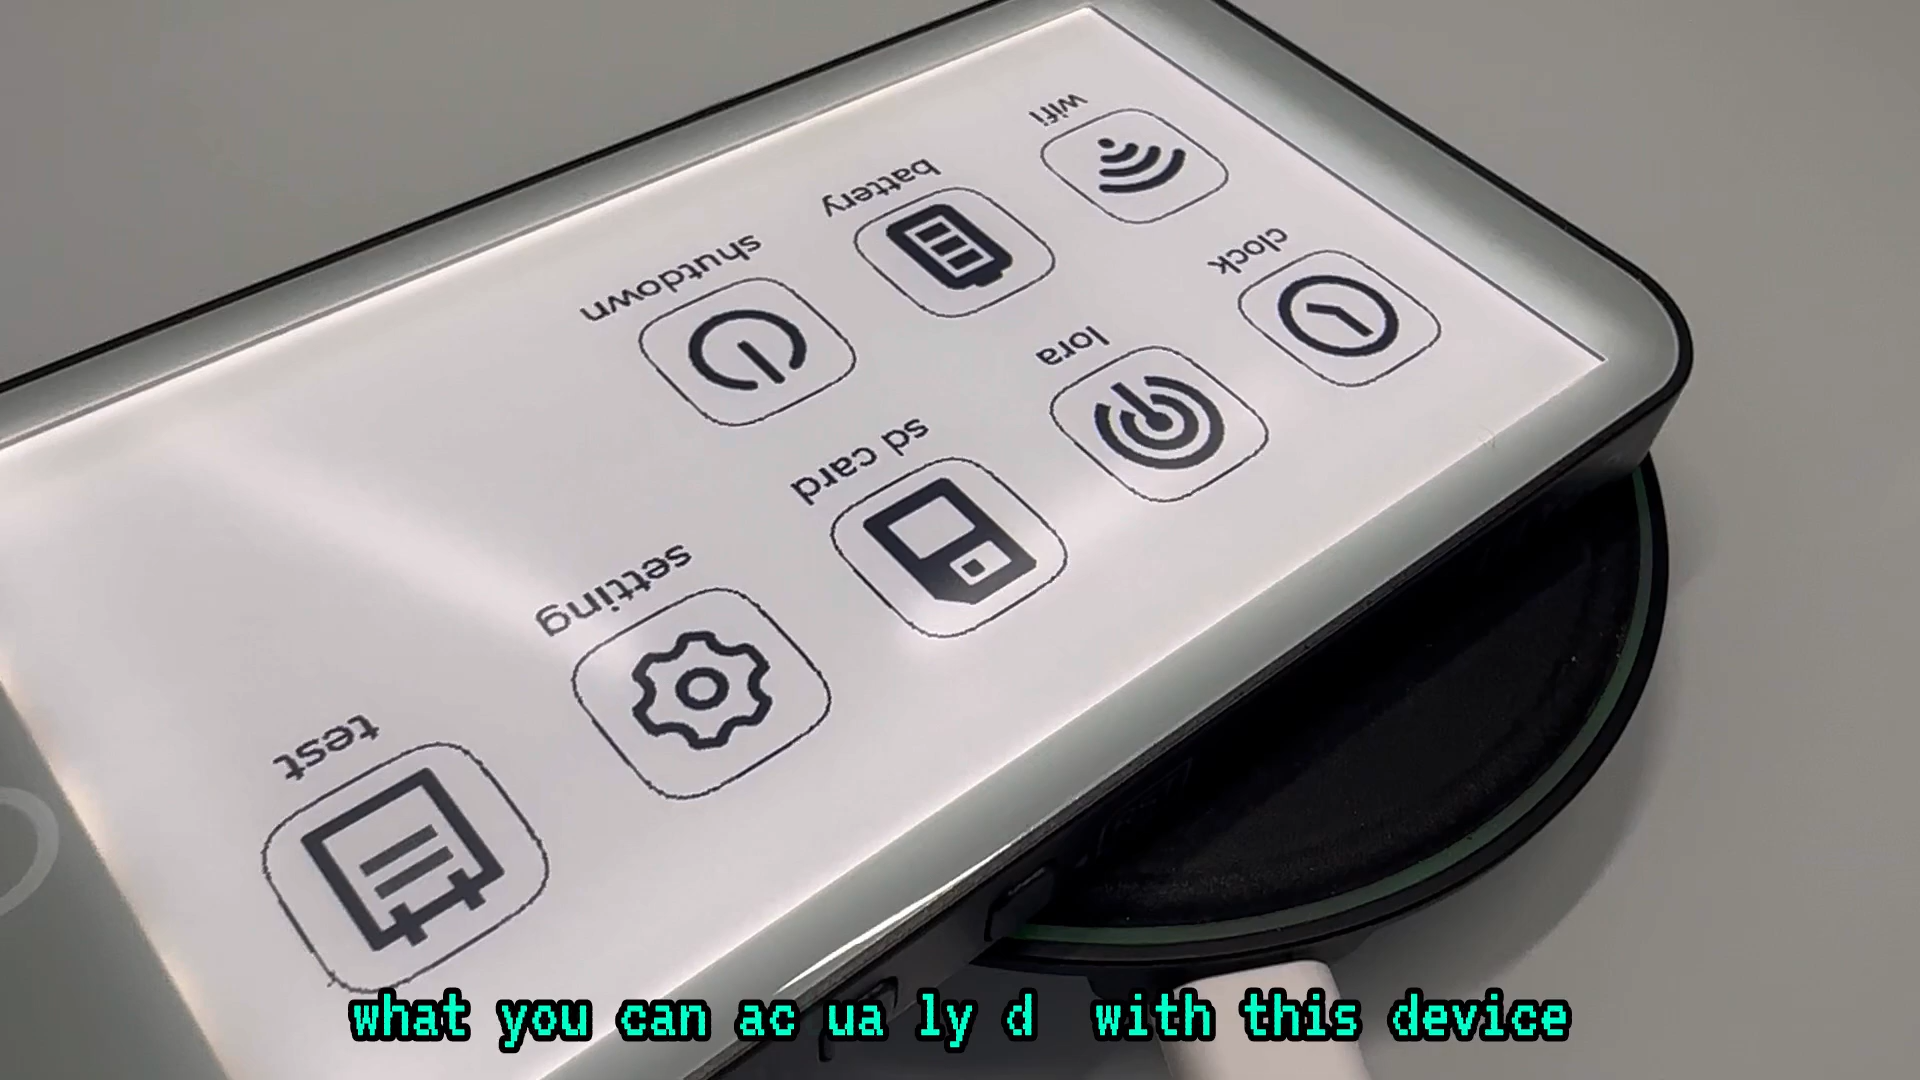 clock
lora
sd card
setting
test
wifi
battery
shutdown
what you can ac ua ly d  with this device